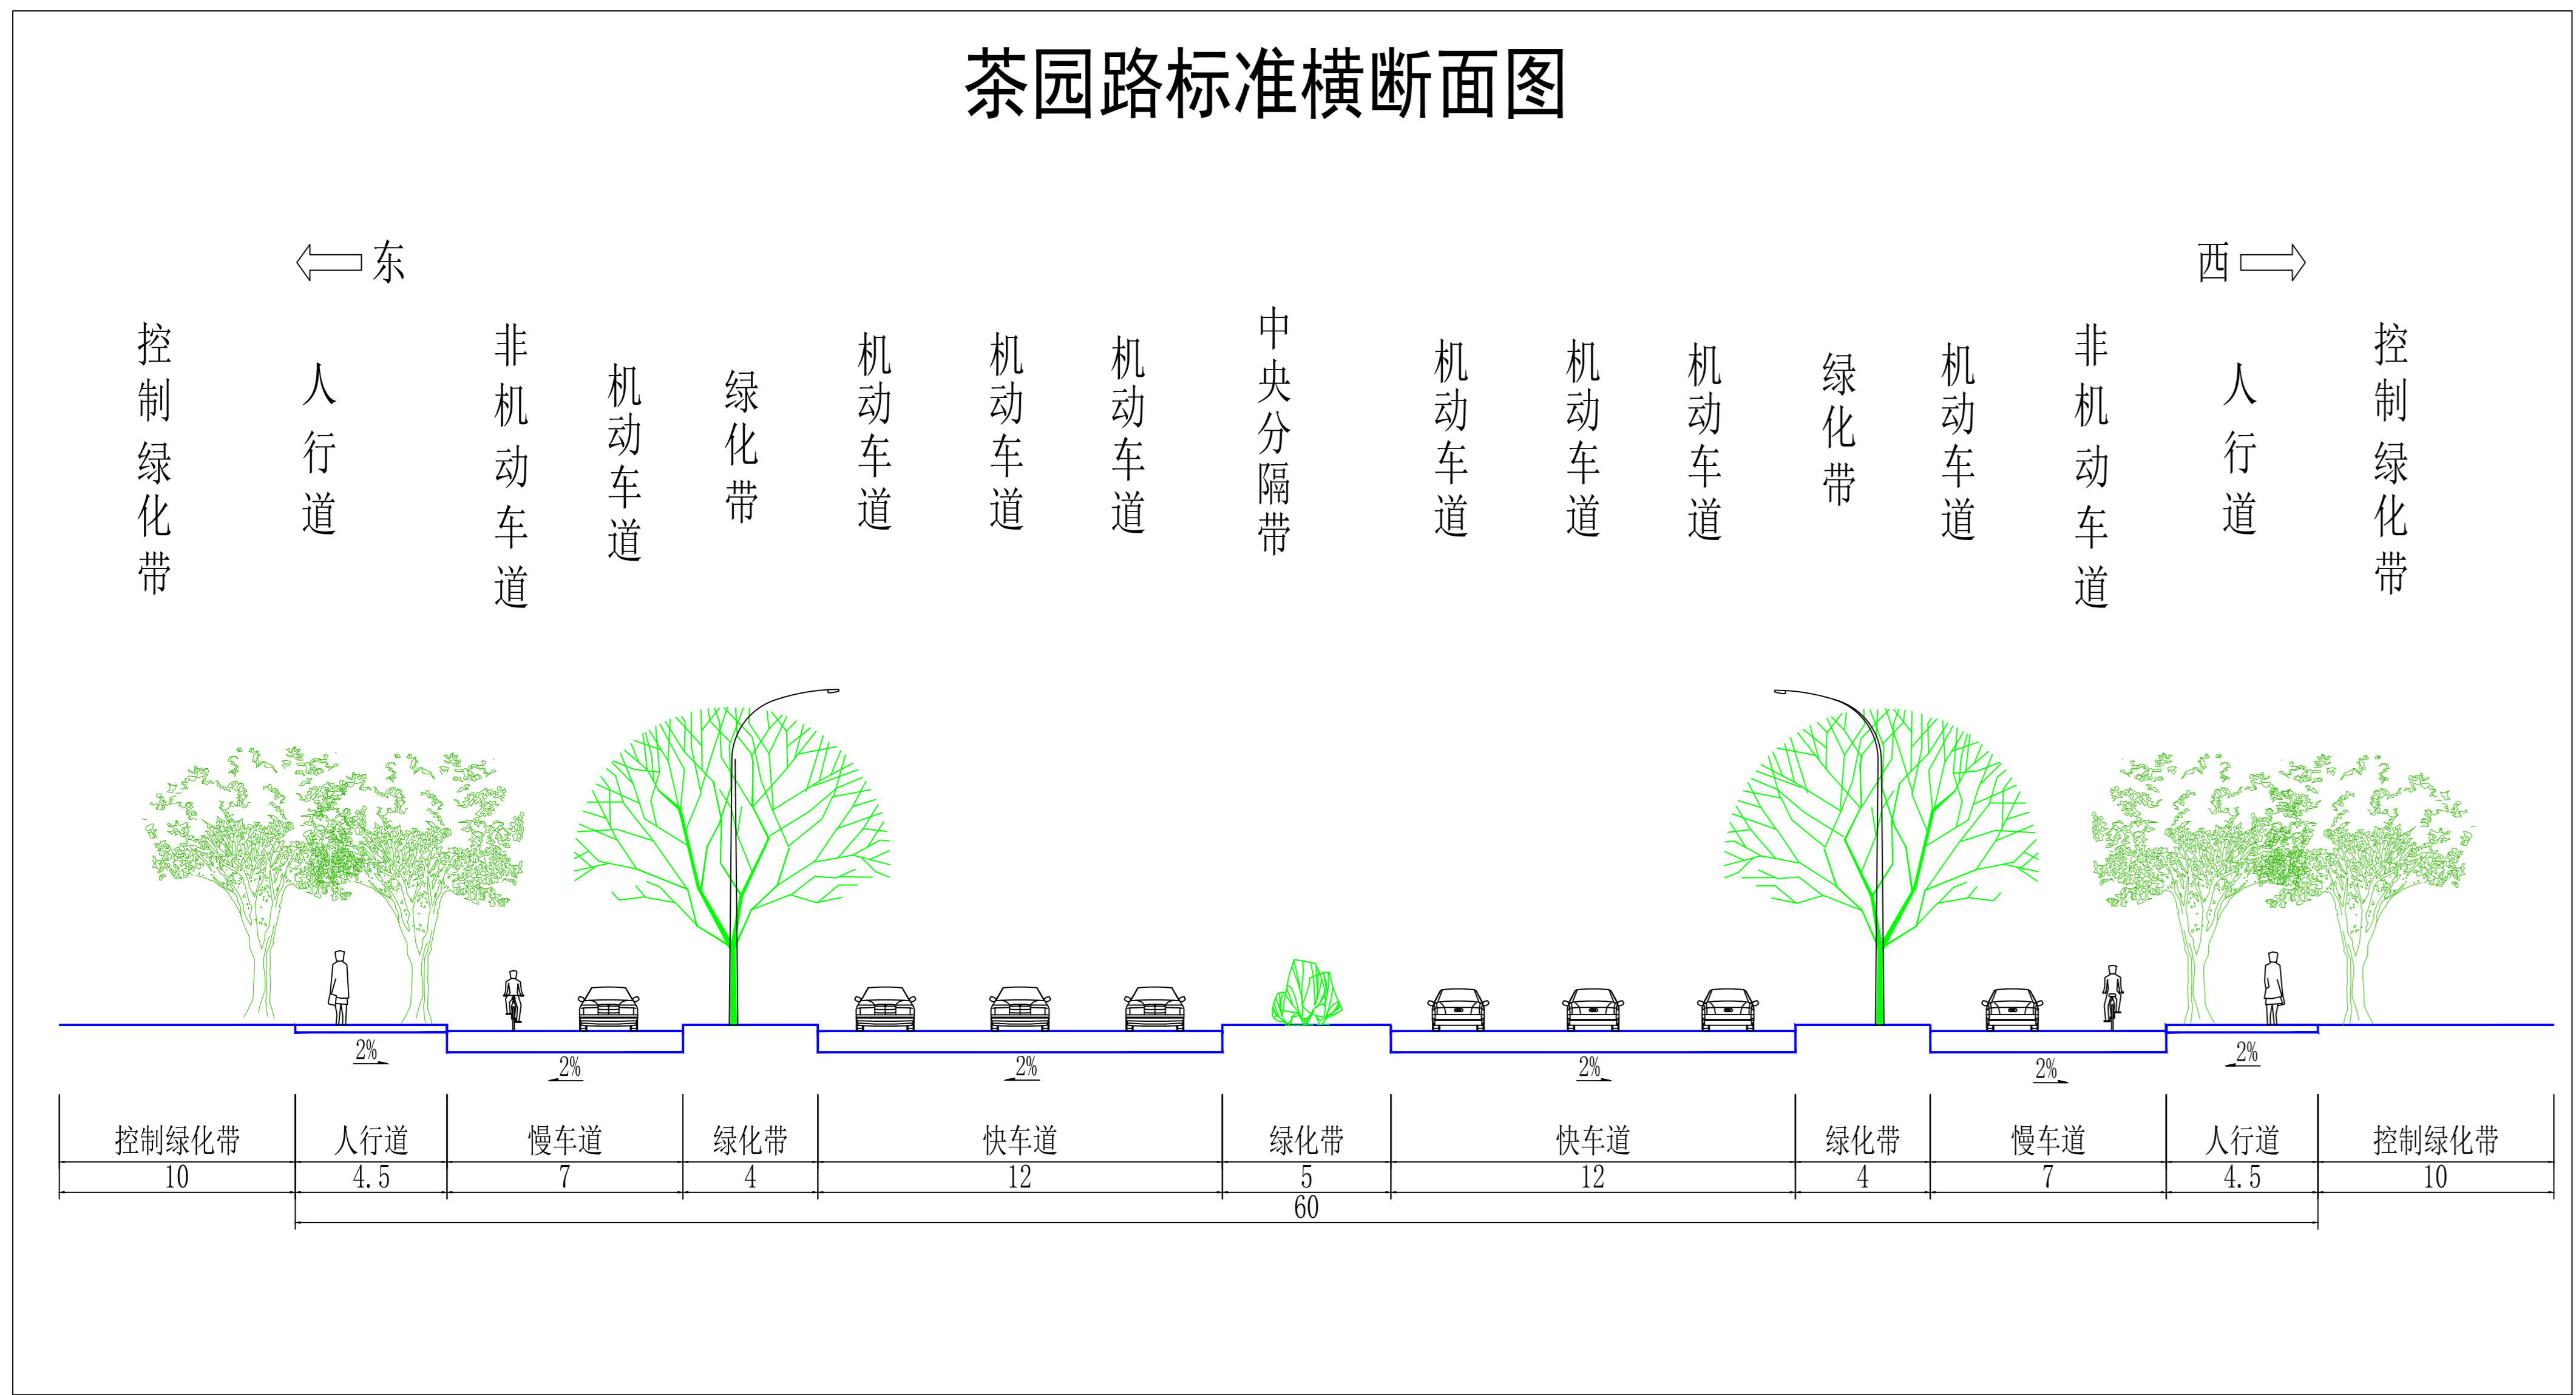 茶园路标准横断面图
东
西
控制绿化带
人行道
非机动车道
机动车道
绿化带
机动车道
机动车道
机动车道
中央分隔带
机动车道
机动车道
机动车道
绿化带
机动车道
非机动车道
人行道
控制绿化带
2%
2%
2%
2%
2%
2%
控制绿化带
人行道
慢车道
绿化带
快车道
绿化带
快车道
绿化带
慢车道
人行道
控制绿化带
10
4.5
7
4
12
5
12
4
7
4.5
10
60